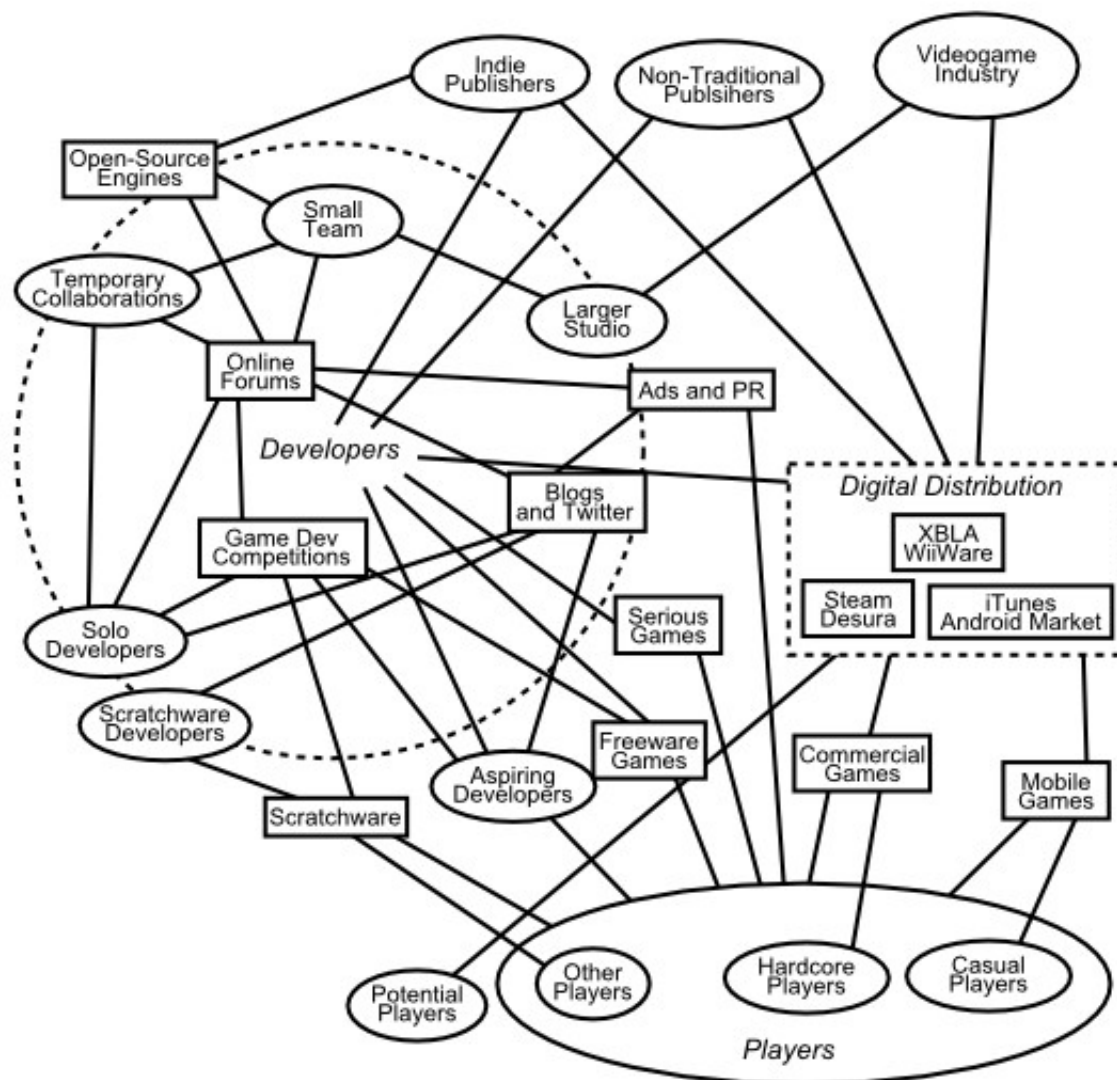 Indie
Publishers
Non-Traditional
Publsihers
Videogame
Industry
Open-Source
Engines
Small
Team
Temporary
Collaborations
Larger
Studio
Online
Forums
Ads and PR
Developers
Blogs
and Twitter
Digital Distribution
XBLA
WiiWare
Game Dev
Competitions
Steam
Desura
iTunes
Android Market
Solo
Developers
Serious
Games
Scratchware
Developers
Freeware
Games
Commercial
Games
Aspiring
Developers
Mobile
Games
Scratchware
Potential
Players
Other
Players
Hardcore
Players
Casual
Players
Players